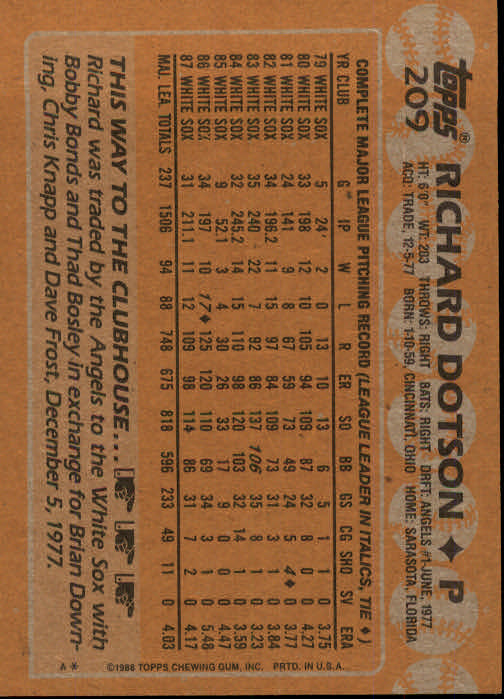 topps®
209
RICHARD DOTSON ♦ P
HT: 6'0" WT: 203 THROWS: RIGHT BATS: RIGHT DRFT: ANGELS #1-JUNE, 1977
ACQ: TRADE, 12-5-77 BORN: 1-10-59, CINCINNATI, OHIO HOME: SARASOTA, FLORIDA
COMPLETE MAJOR LEAGUE PITCHING RECORD (LEAGUE LEADER IN ITALICS, TIE ♦)
YR CLUB G IP W L R ER SO BB GS CG SHO SV ERA
79 WHITE SOX 5 24 2 0 13 10 13 6 5 1 1 0 3.75
80 WHITE SOX 33 198 12 10 105 94 109 87 32 8 0 0 4.27
81 WHITE SOX 24 141 9 8 67 59 73 49 24 5 4♦ 0 3.77
82 WHITE SOX 34 196.2 11 15 97 84 109 73 31 3 1 0 3.84
83 WHITE SOX 35 240 22 7 92 86 137 106 35 8 1 0 3.23
84 WHITE SOX 32 245.2 14 15 110 98 120 103 32 14 1 0 3.59
85 WHITE SOX 9 52.1 3 4 30 26 33 17 9 0 0 0 4.47
86 WHITE SOX 34 197 10 17♦ 125 120 110 69 34 3 1 0 5.48
87 WHITE SOX 31 211.1 11 12 109 98 114 86 31 7 2 0 4.17
MAJ. LEA. TOTALS 237 1506 94 88 748 675 818 596 233 49 11 0 4.03
THIS WAY TO THE CLUBHOUSE...
Richard was traded by the Angels to the White Sox with
Bobby Bonds and Thad Bosley in exchange for Brian Down-
ing, Chris Knapp and Dave Frost, December 5, 1977.
A* ©1988 TOPPS CHEWING GUM, INC. PRTD. IN U.S.A.